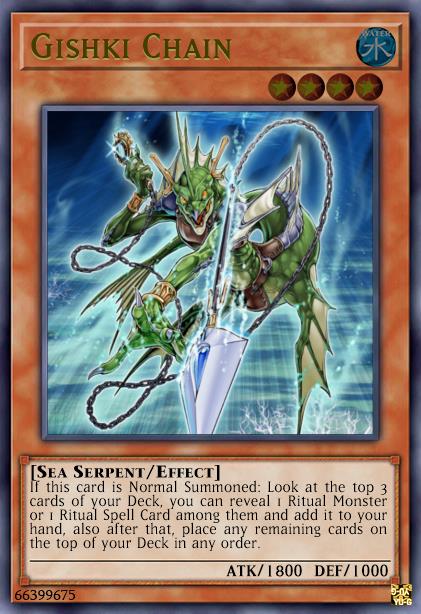 GISHKI CHAIN
WATER
水
[SEA SERPENT/EFFECT]
If this card is Normal Summoned: Look at the top 3
cards of your Deck, you can reveal 1 Ritual Monster
or 1 Ritual Spell Card among them and add it to your
hand, also after that, place any remaining cards on
the top of your Deck in any order.
ATK/1800 DEF/1000
66399675